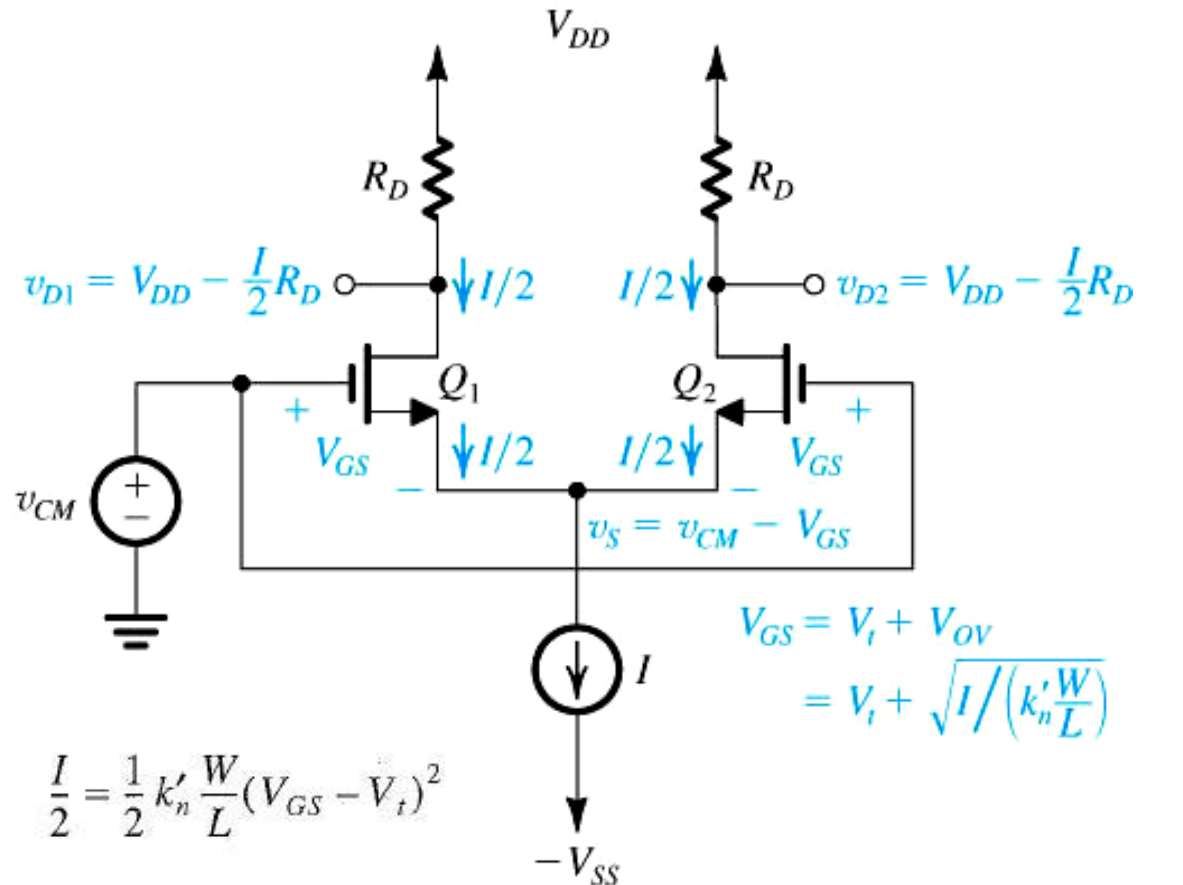 V_DD
R_D
R_D
v_D1 = V_DD − I/2 R_D
I/2
I/2
v_D2 = V_DD − I/2 R_D
Q_1
Q_2
+
+
V_GS
I/2
I/2
V_GS
−
−
v_CM
+
−
v_S = v_CM − V_GS
V_GS = V_t + V_OV
= V_t + √(I/(k′_n W/L))
I
I/2 = 1/2 k′_n W/L (V_GS − V_t)²
−V_SS